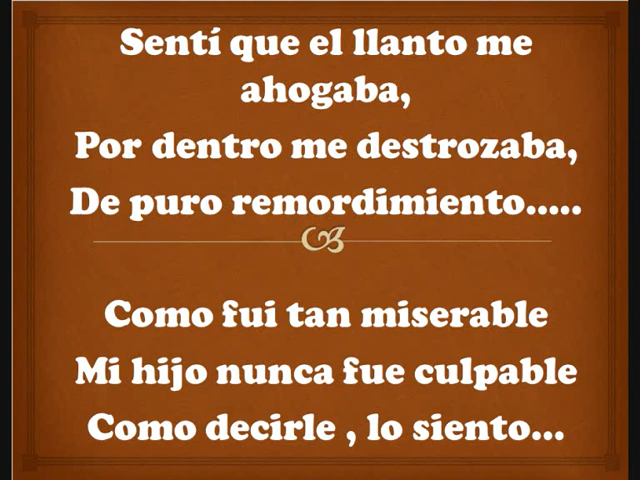 Sentí que el llanto me
ahogaba,
Por dentro me destrozaba,
De puro remordimiento.....
Como fui tan miserable
Mi hijo nunca fue culpable
Como decirle , lo siento...